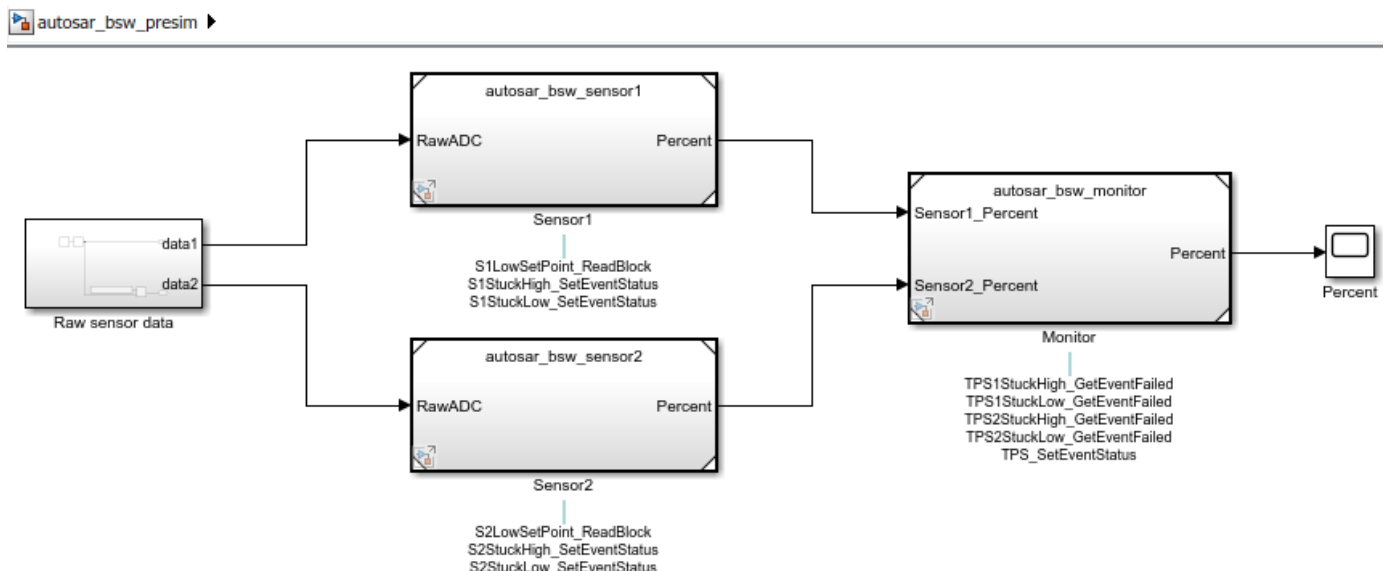 autosar_bsw_presim
autosar_bsw_sensor1
RawADC
Percent
Sensor1
S1LowSetPoint_ReadBlock
S1StuckHigh_SetEventStatus
S1StuckLow_SetEventStatus
data1
data2
Raw sensor data
autosar_bsw_sensor2
RawADC
Percent
Sensor2
S2LowSetPoint_ReadBlock
S2StuckHigh_SetEventStatus
S2StuckLow_SetEventStatus
autosar_bsw_monitor
Sensor1_Percent
Sensor2_Percent
Percent
Monitor
TPS1StuckHigh_GetEventFailed
TPS1StuckLow_GetEventFailed
TPS2StuckHigh_GetEventFailed
TPS2StuckLow_GetEventFailed
TPS_SetEventStatus
Percent